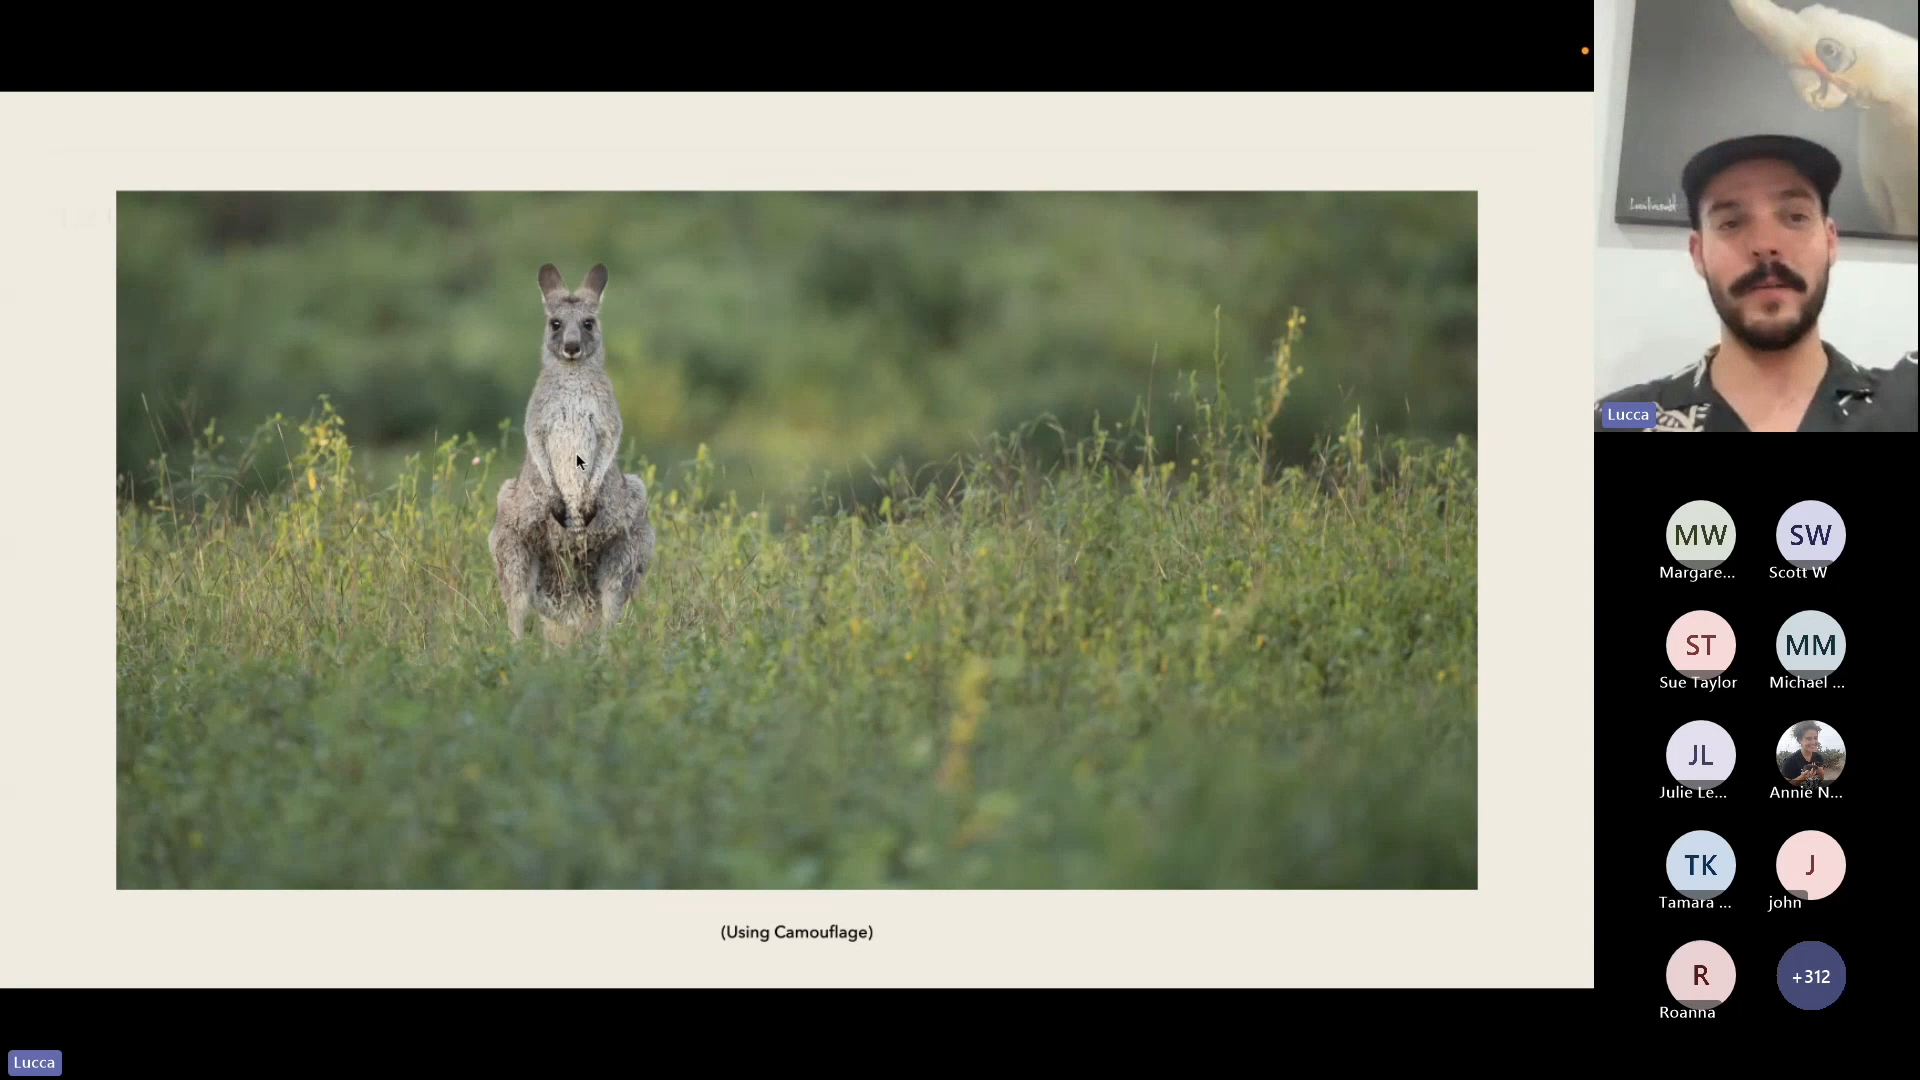 (Using Camouflage)
Lucca
MW
SW
Margare...
Scott W
ST
MM
Sue Taylor
Michael ...
JL
Julie Le...
Annie N...
TK
J
Tamara ...
john
R
+312
Roanna
Lucca